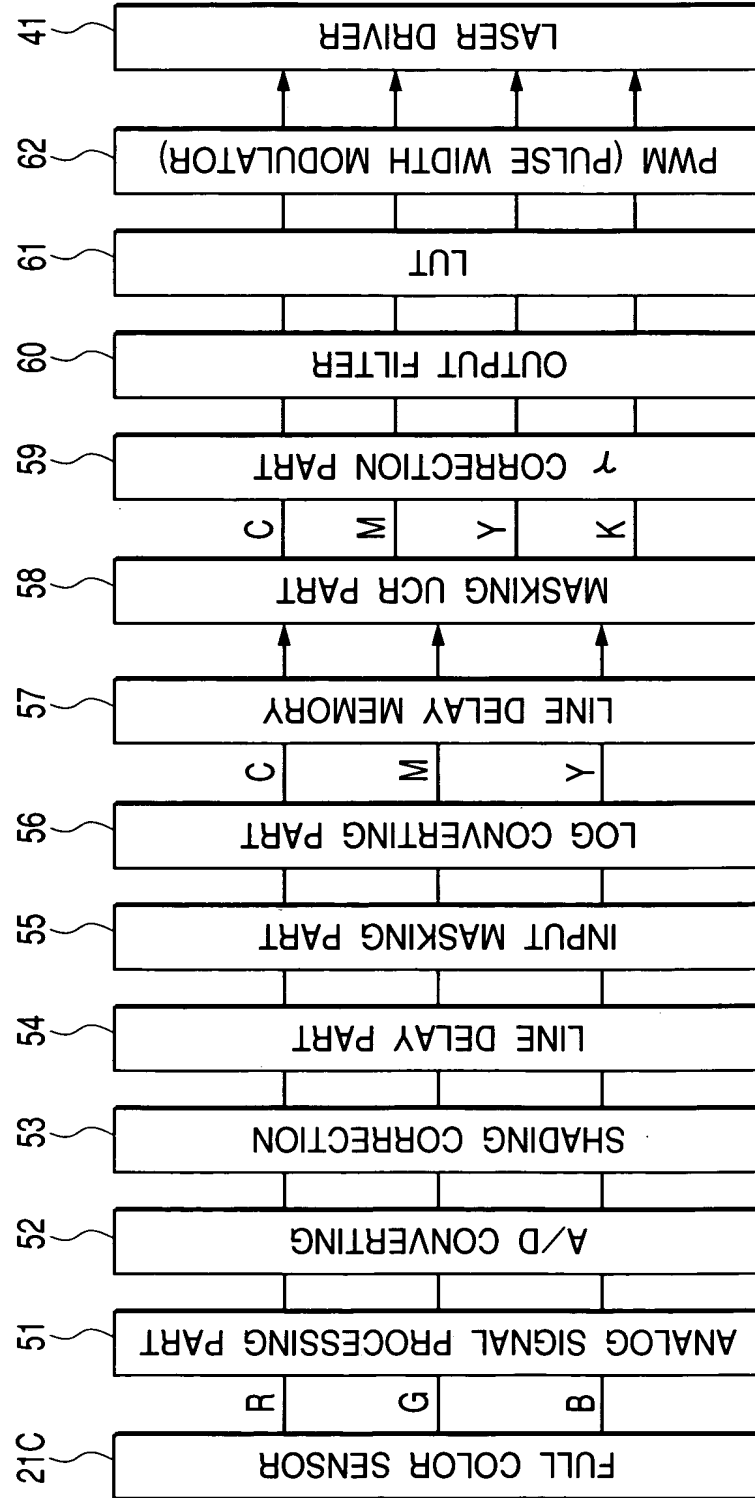 21C
FULL COLOR SENSOR
R
G
B
51
ANALOG SIGNAL PROCESSING PART
52
A/D CONVERTING
53
SHADING CORRECTION
54
LINE DELAY PART
55
INPUT MASKING PART
56
LOG CONVERTING PART
C
M
Y
57
LINE DELAY MEMORY
58
MASKING UCR PART
C
M
Y
K
59
γ CORRECTION PART
60
OUTPUT FILTER
61
LUT
62
PWM (PULSE WIDTH MODULATOR)
41
LASER DRIVER